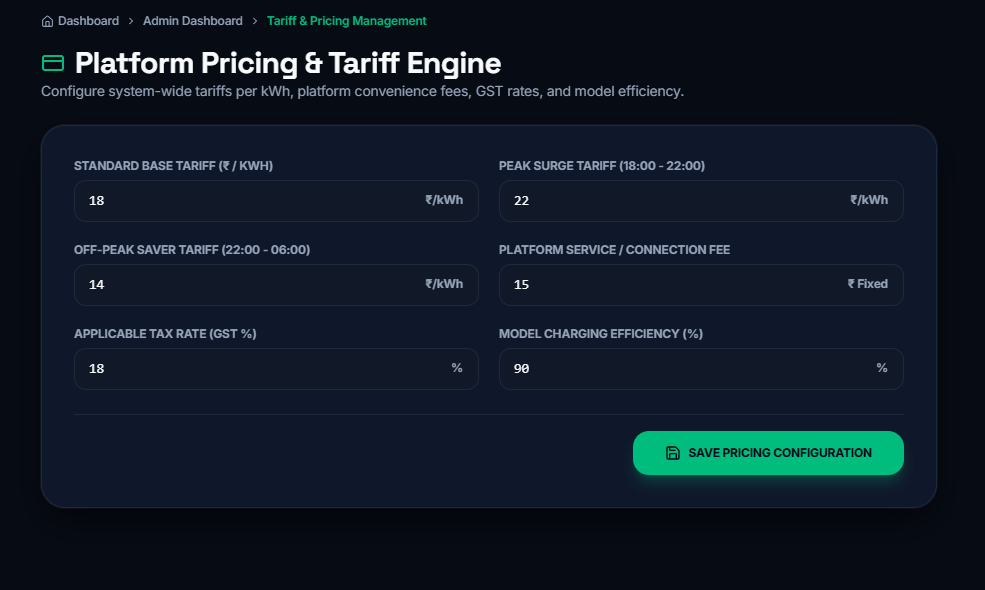 Dashboard > Admin Dashboard > Tariff & Pricing Management
Platform Pricing & Tariff Engine
Configure system-wide tariffs per kWh, platform convenience fees, GST rates, and model efficiency.
STANDARD BASE TARIFF (₹ / KWH)
18 ₹/kWh
PEAK SURGE TARIFF (18:00 - 22:00)
22 ₹/kWh
OFF-PEAK SAVER TARIFF (22:00 - 06:00)
14 ₹/kWh
PLATFORM SERVICE / CONNECTION FEE
15 ₹ Fixed
APPLICABLE TAX RATE (GST %)
18 %
MODEL CHARGING EFFICIENCY (%)
90 %
SAVE PRICING CONFIGURATION